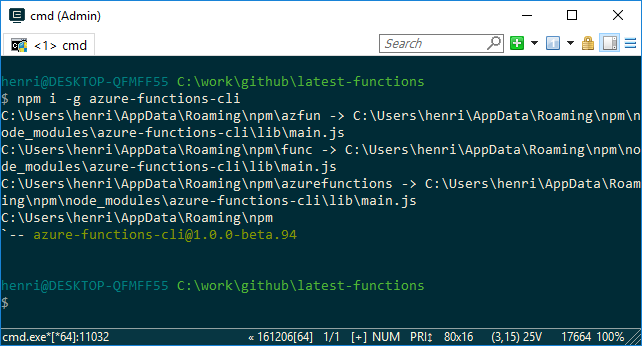 cmd (Admin)
<1> cmd
Search
henri@DESKTOP-QFMFF55 C:\work\github\latest-functions
$ npm i -g azure-functions-cli
C:\Users\henri\AppData\Roaming\npm\azfun -> C:\Users\henri\AppData\Roaming\npm\n
ode_modules\azure-functions-cli\lib\main.js
C:\Users\henri\AppData\Roaming\npm\func -> C:\Users\henri\AppData\Roaming\npm\no
de_modules\azure-functions-cli\lib\main.js
C:\Users\henri\AppData\Roaming\npm\azurefunctions -> C:\Users\henri\AppData\Roam
ing\npm\node_modules\azure-functions-cli\lib\main.js
C:\Users\henri\AppData\Roaming\npm
`-- azure-functions-cli@1.0.0-beta.94
henri@DESKTOP-QFMFF55 C:\work\github\latest-functions
$
cmd.exe*[*64]:11032 « 161206[64] 1/1 [+] NUM PRI↕ 80x16 (3,15) 25V 17664 100%